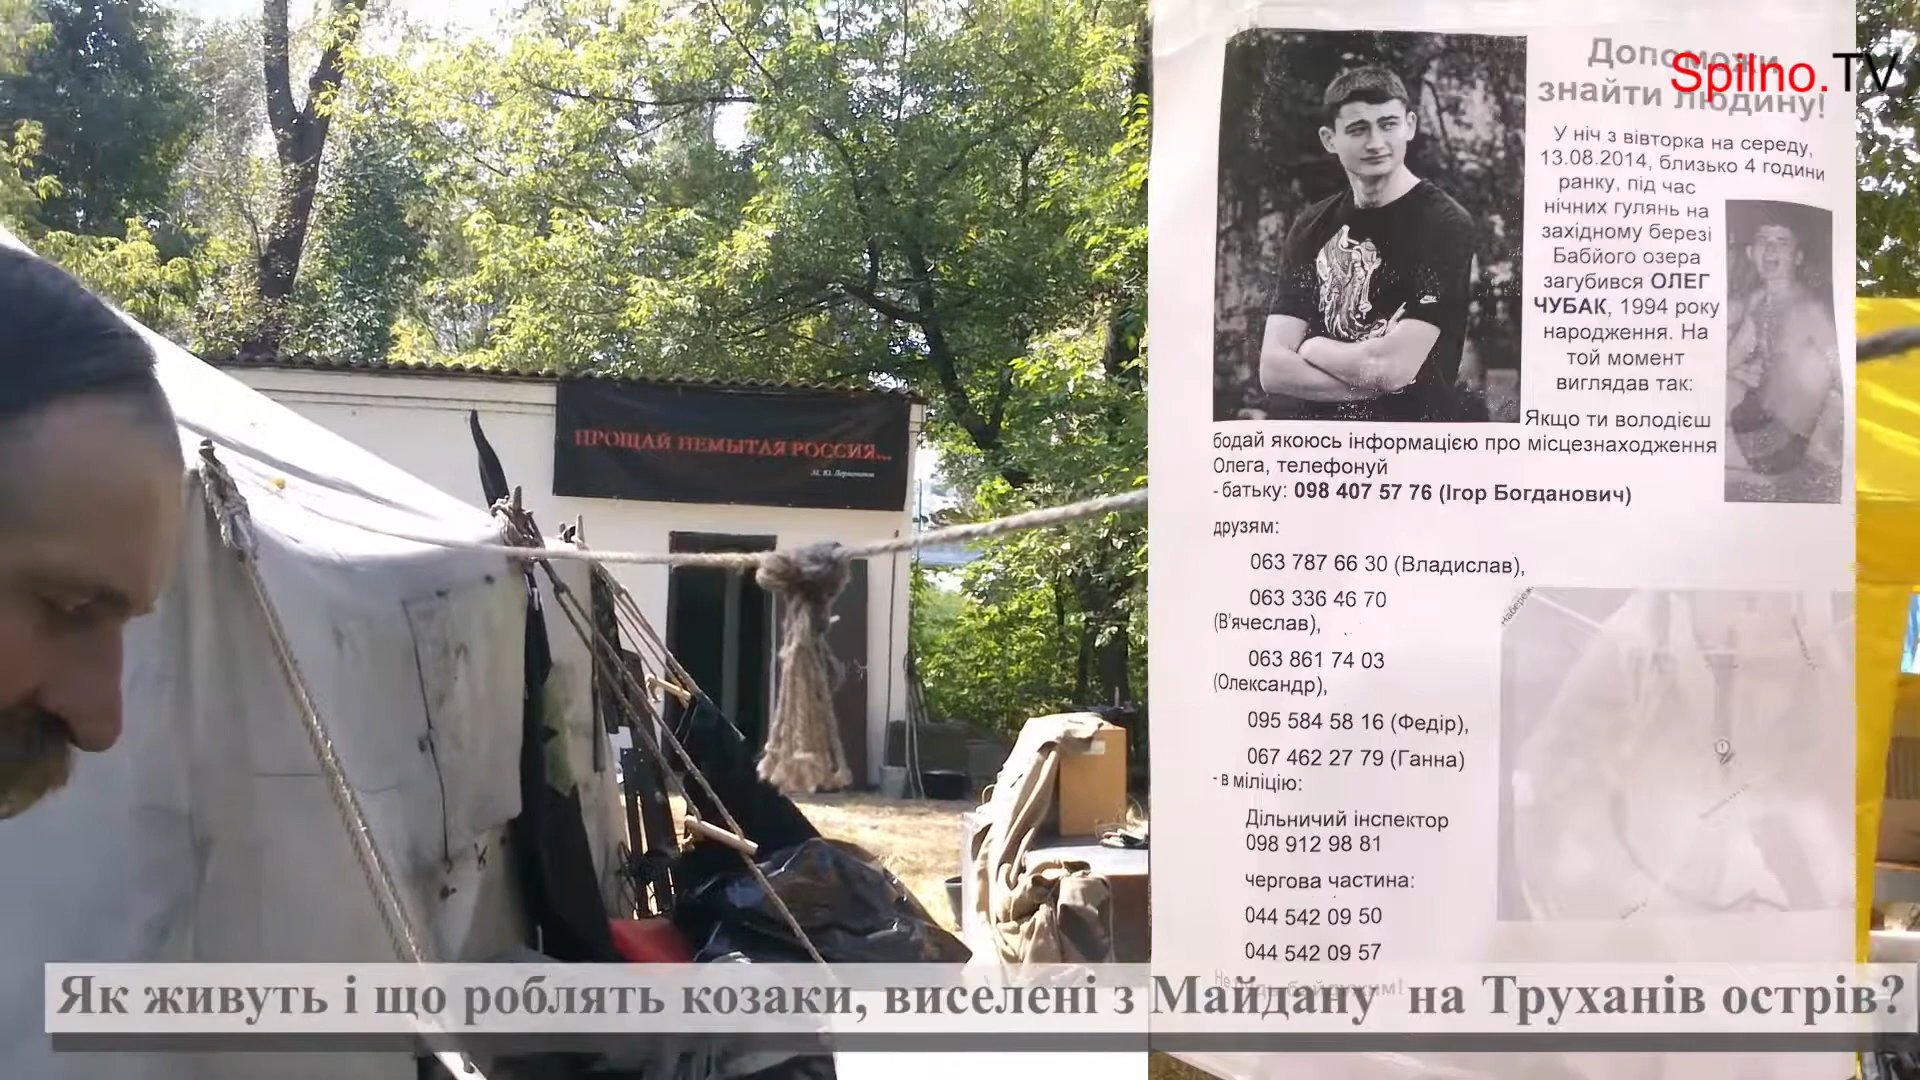 ПРОЩАЙ НЕМЫТАЯ РОССИЯ...
М. Ю. Лермонтов
Spilno.TV
Допоможи
знайти людину!
У ніч з вівторка на середу,
13.08.2014, близько 4 години
ранку, під час
нічних гулянь на
західному березі
Бабйого озера
загубився ОЛЕГ
ЧУБАК, 1994 року
народження. На
той момент
виглядав так:
Якщо ти володієш
бодай якоюсь інформацією про місцезнаходження
Олега, телефонуй
- батьку: 098 407 57 76 (Ігор Богданович)
друзям:
063 787 66 30 (Владислав),
063 336 46 70
(В'ячеслав),
063 861 74 03
(Олександр),
095 584 58 16 (Федір),
067 462 27 79 (Ганна)
- в міліцію:
Дільничий інспектор
098 912 98 81
чергова частина:
044 542 09 50
044 542 09 57
Не будь байдужим!
Як живуть і що роблять козаки, виселені з Майдану на Труханів острів?